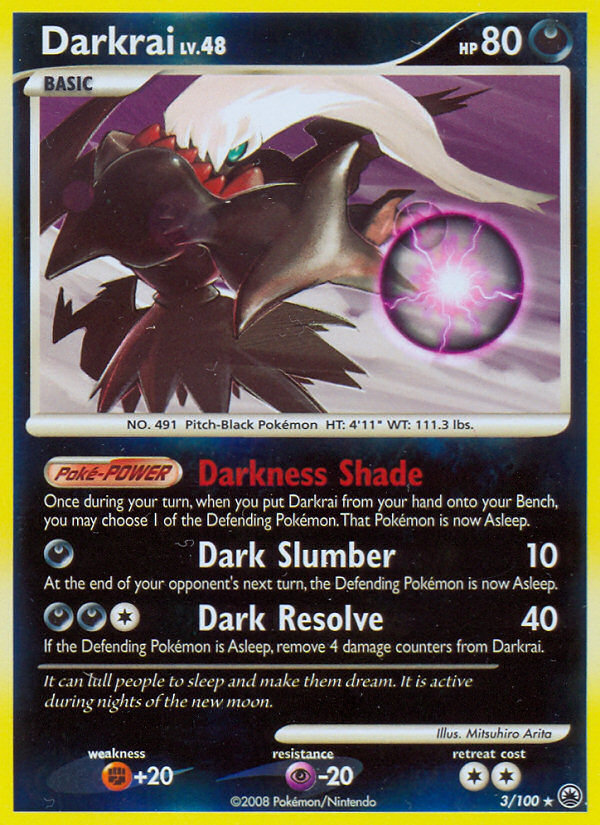 Darkrai LV.48 HP 80
BASIC
NO. 491 Pitch-Black Pokémon HT: 4'11" WT: 111.3 lbs.
Poké-POWER Darkness Shade
Once during your turn, when you put Darkrai from your hand onto your Bench,
you may choose 1 of the Defending Pokémon. That Pokémon is now Asleep.
Dark Slumber 10
At the end of your opponent's next turn, the Defending Pokémon is now Asleep.
Dark Resolve 40
If the Defending Pokémon is Asleep, remove 4 damage counters from Darkrai.
It can lull people to sleep and make them dream. It is active
during nights of the new moon.
Illus. Mitsuhiro Arita
weakness resistance retreat cost
+20 -20
©2008 Pokémon/Nintendo 3/100 ★